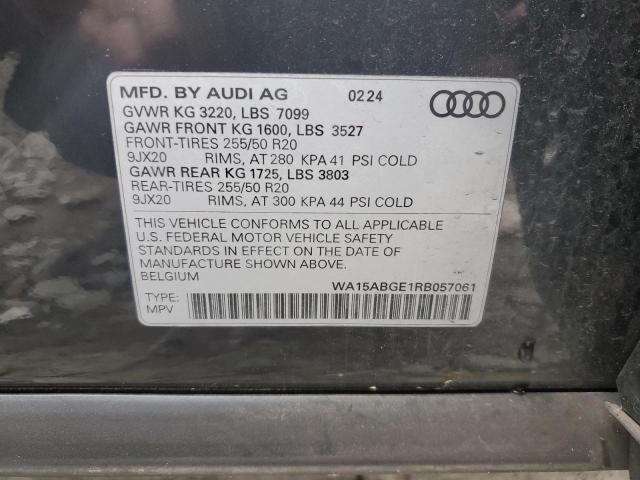 MFD. BY AUDI AG 02 24
GVWR KG 3220, LBS 7099
GAWR FRONT KG 1600, LBS 3527
FRONT-TIRES 255/50 R20
9JX20 RIMS, AT 280 KPA 41 PSI COLD
GAWR REAR KG 1725, LBS 3803
REAR-TIRES 255/50 R20
9JX20 RIMS, AT 300 KPA 44 PSI COLD
THIS VEHICLE CONFORMS TO ALL APPLICABLE
U.S. FEDERAL MOTOR VEHICLE SAFETY
STANDARDS IN EFFECT ON THE DATE OF
MANUFACTURE SHOWN ABOVE.
BELGIUM
WA15ABGE1RB057061
TYPE:
MPV